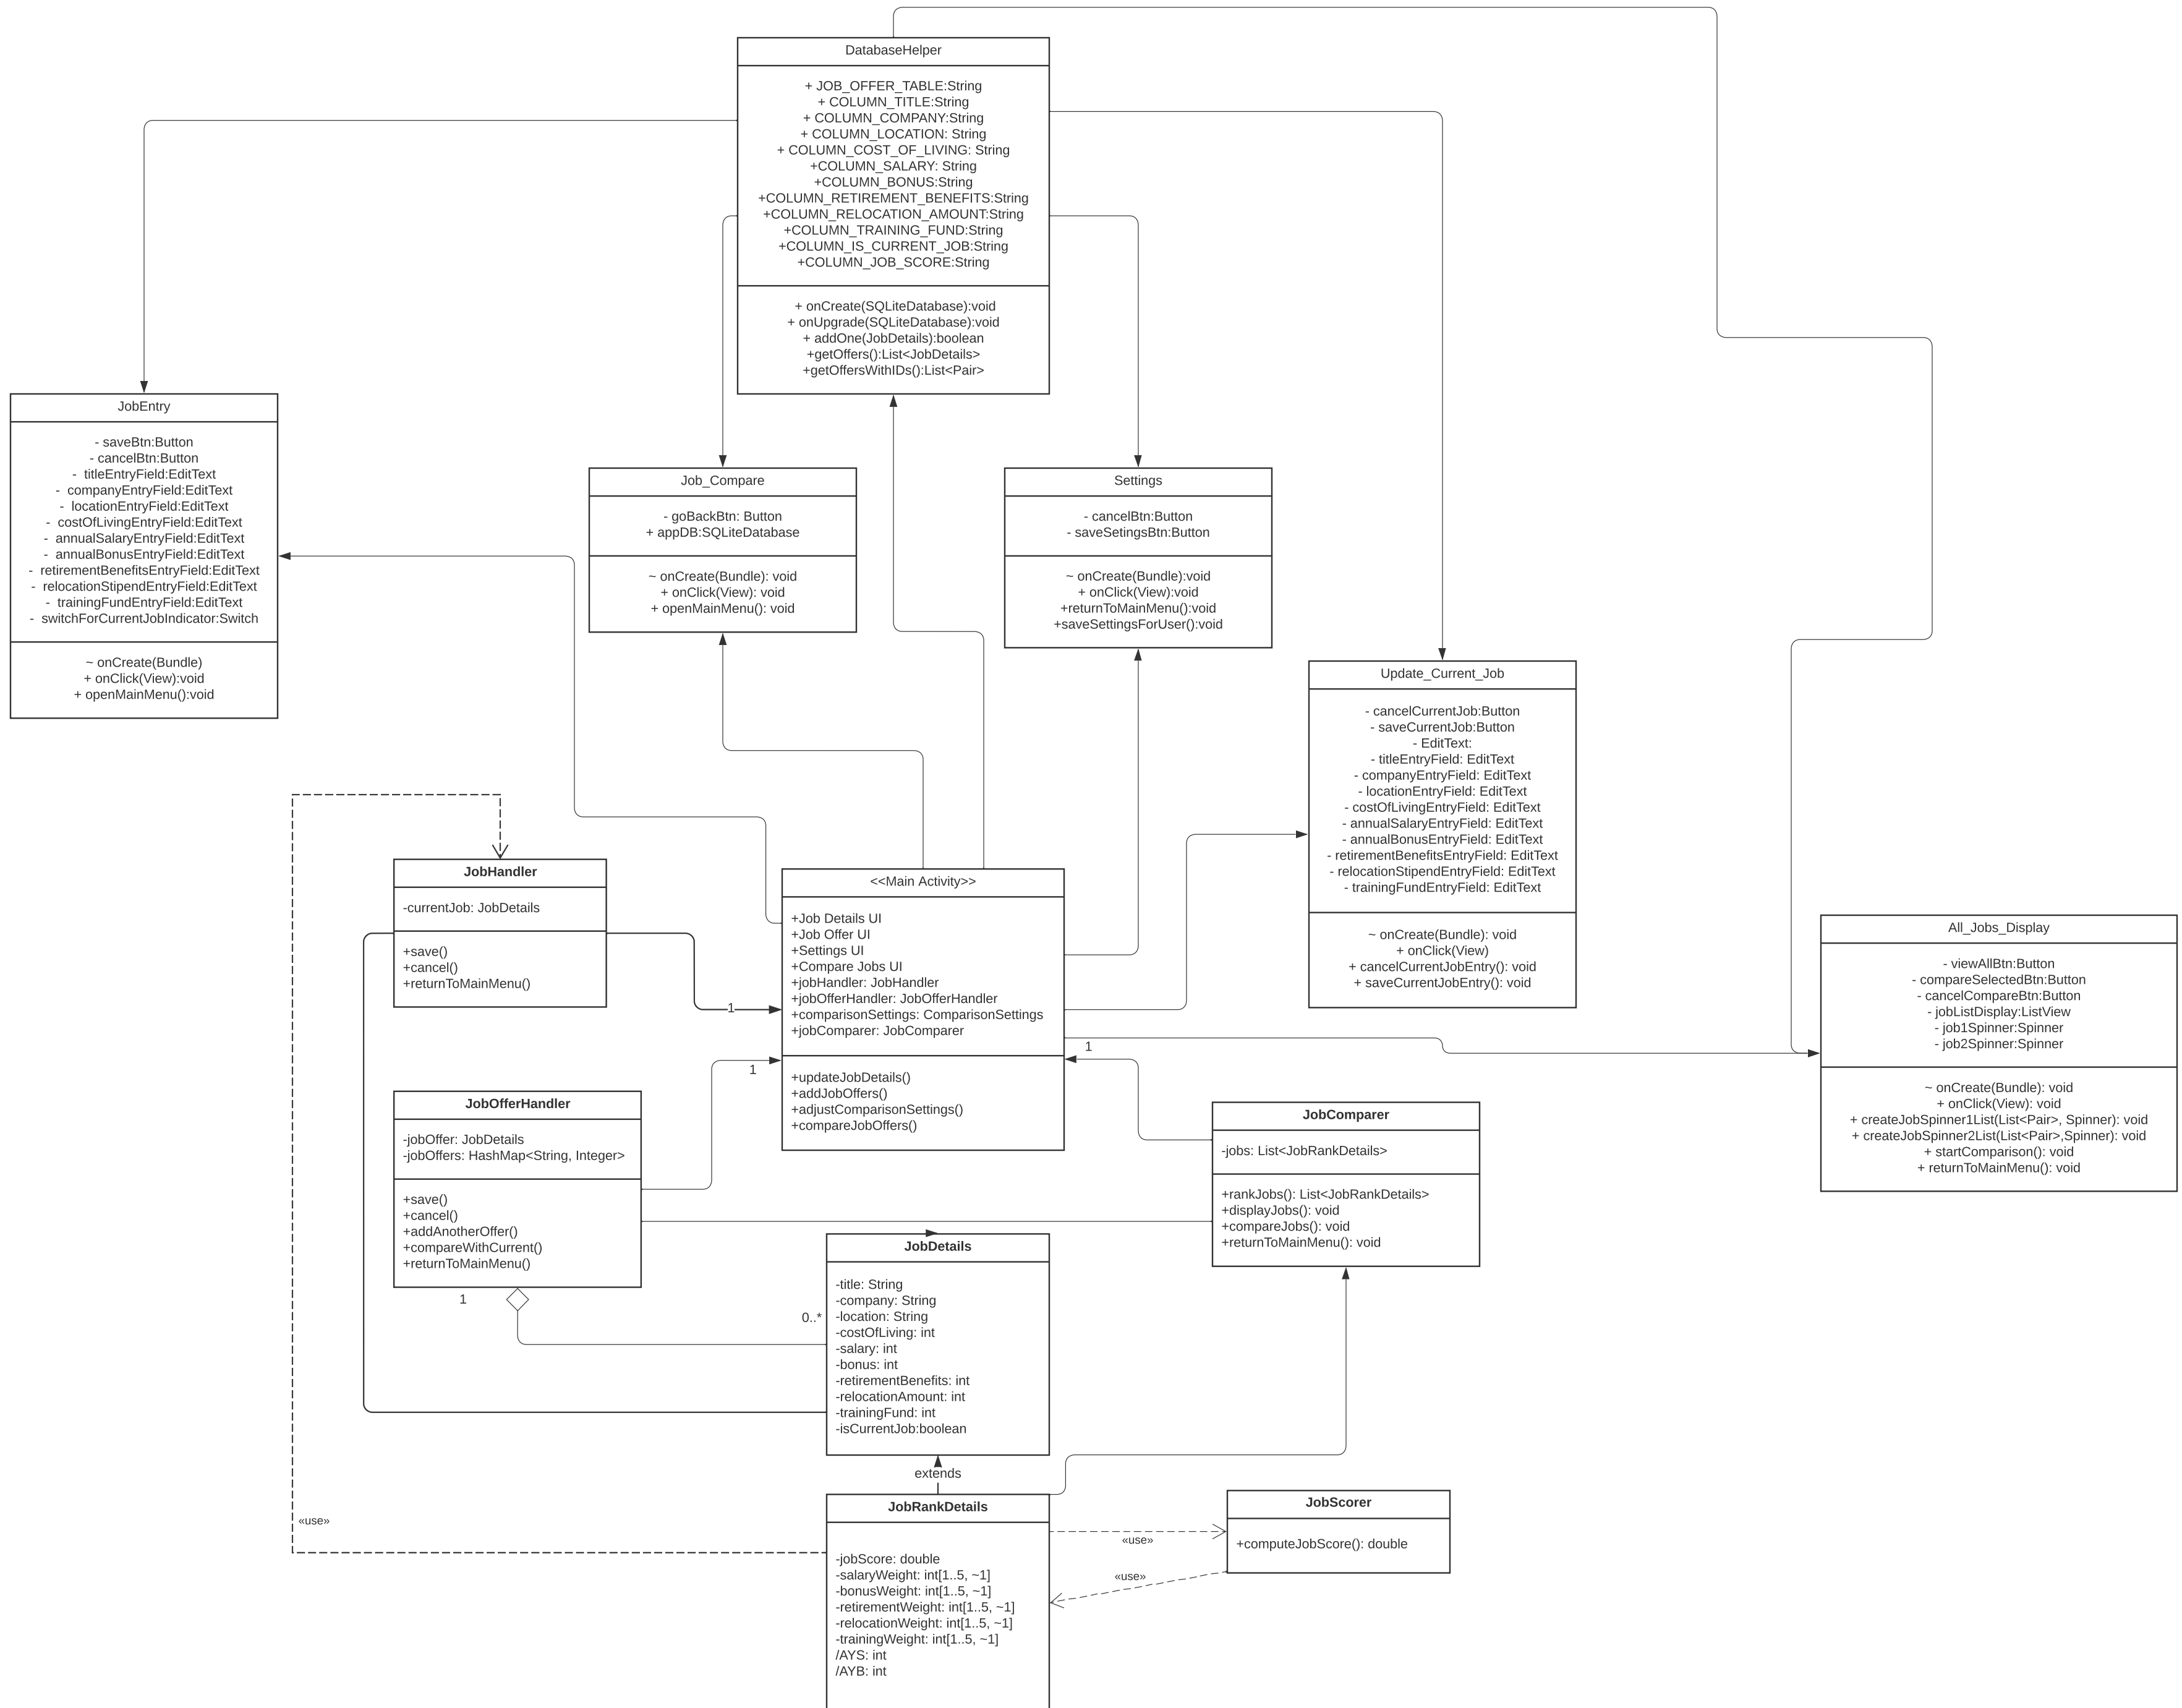 DatabaseHelper
+ JOB_OFFER_TABLE:String
+ COLUMN_TITLE:String
+ COLUMN_COMPANY:String
+ COLUMN_LOCATION: String
+ COLUMN_COST_OF_LIVING: String
+COLUMN_SALARY: String
+COLUMN_BONUS:String
+COLUMN_RETIREMENT_BENEFITS:String
+COLUMN_RELOCATION_AMOUNT:String
+COLUMN_TRAINING_FUND:String
+COLUMN_IS_CURRENT_JOB:String
+COLUMN_JOB_SCORE:String
+ onCreate(SQLiteDatabase):void
+ onUpgrade(SQLiteDatabase):void
+ addOne(JobDetails):boolean
+getOffers():List<JobDetails>
+getOffersWithIDs():List<Pair>
JobEntry
- saveBtn:Button
- cancelBtn:Button
-  titleEntryField:EditText
-  companyEntryField:EditText
-  locationEntryField:EditText
-  costOfLivingEntryField:EditText
-  annualSalaryEntryField:EditText
-  annualBonusEntryField:EditText
-  retirementBenefitsEntryField:EditText
-  relocationStipendEntryField:EditText
-  trainingFundEntryField:EditText
-  switchForCurrentJobIndicator:Switch
~ onCreate(Bundle)
+ onClick(View):void
+ openMainMenu():void
Job_Compare
- goBackBtn: Button
+ appDB:SQLiteDatabase
~ onCreate(Bundle): void
+ onClick(View): void
+ openMainMenu(): void
Settings
- cancelBtn:Button
- saveSetingsBtn:Button
~ onCreate(Bundle):void
+ onClick(View):void
+returnToMainMenu():void
+saveSettingsForUser():void
Update_Current_Job
- cancelCurrentJob:Button
- saveCurrentJob:Button
- EditText:
- titleEntryField: EditText
- companyEntryField: EditText
- locationEntryField: EditText
- costOfLivingEntryField: EditText
- annualSalaryEntryField: EditText
- annualBonusEntryField: EditText
- retirementBenefitsEntryField: EditText
- relocationStipendEntryField: EditText
- trainingFundEntryField: EditText
~ onCreate(Bundle): void
+ onClick(View)
+ cancelCurrentJobEntry(): void
+ saveCurrentJobEntry(): void
JobHandler
-currentJob: JobDetails
+save()
+cancel()
+returnToMainMenu()
1
<<Main Activity>>
+Job Details UI
+Job Offer UI
+Settings UI
+Compare Jobs UI
+jobHandler: JobHandler
+jobOfferHandler: JobOfferHandler
+comparisonSettings: ComparisonSettings
+jobComparer: JobComparer
+updateJobDetails()
+addJobOffers()
+adjustComparisonSettings()
+compareJobOffers()
1
1
All_Jobs_Display
- viewAllBtn:Button
- compareSelectedBtn:Button
- cancelCompareBtn:Button
- jobListDisplay:ListView
- job1Spinner:Spinner
- job2Spinner:Spinner
~ onCreate(Bundle): void
+ onClick(View): void
+ createJobSpinner1List(List<Pair>, Spinner): void
+ createJobSpinner2List(List<Pair>,Spinner): void
+ startComparison(): void
+ returnToMainMenu(): void
JobOfferHandler
-jobOffer: JobDetails
-jobOffers: HashMap<String, Integer>
+save()
+cancel()
+addAnotherOffer()
+compareWithCurrent()
+returnToMainMenu()
JobComparer
-jobs: List<JobRankDetails>
+rankJobs(): List<JobRankDetails>
+displayJobs(): void
+compareJobs(): void
+returnToMainMenu(): void
1
0..*
JobDetails
-title: String
-company: String
-location: String
-costOfLiving: int
-salary: int
-bonus: int
-retirementBenefits: int
-relocationAmount: int
-trainingFund: int
-isCurrentJob:boolean
extends
«use»
JobRankDetails
-jobScore: double
-salaryWeight: int[1..5, ~1]
-bonusWeight: int[1..5, ~1]
-retirementWeight: int[1..5, ~1]
-relocationWeight: int[1..5, ~1]
-trainingWeight: int[1..5, ~1]
/AYS: int
/AYB: int
«use»
«use»
JobScorer
+computeJobScore(): double